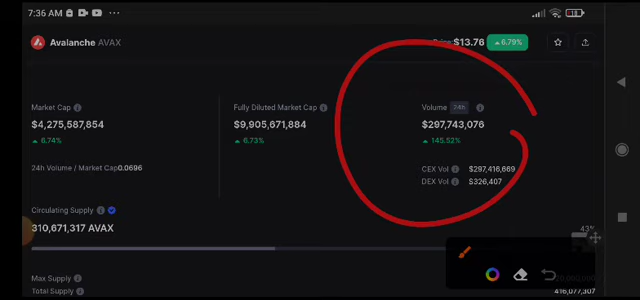 7:36 AM
Avalanche AVAX
Price: $13.76 6.79%
Market Cap
$4,275,587,854
6.74%
24h Volume / Market Cap 0.0696
Fully Diluted Market Cap
$9,905,671,884
6.73%
Volume 24h
$297,743,076
145.52%
CEX Vol $297,416,669
DEX Vol $326,407
Circulating Supply
310,671,317 AVAX
43%
Max Supply
Total Supply
416,077,307